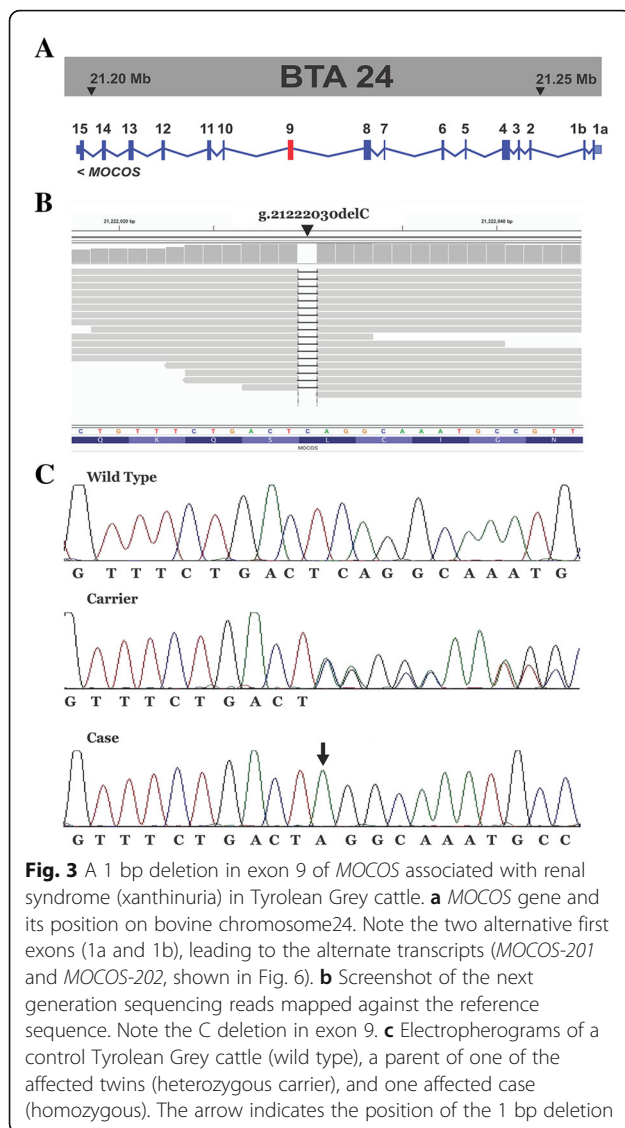 A
BTA 24
21.20 Mb
21.25 Mb
15 14 13 12 11 10 9 8 7 6 5 4 3 2 1b 1a
< MOCOS
B
g.21222030delC
21,222,020 bp
21,222,040 bp
C T G T T T C T G A C T C A G G C A A A T G C C G T T
Q K Q S L C I G N
MOCOS
C
Wild Type
G T T T C T G A C T C A G G C A A A T G
Carrier
G T T T C T G A C T
Case
G T T T C T G A C T A G G C A A A T G C C
Fig. 3 A 1 bp deletion in exon 9 of MOCOS associated with renal
syndrome (xanthinuria) in Tyrolean Grey cattle. a MOCOS gene and
its position on bovine chromosome24. Note the two alternative first
exons (1a and 1b), leading to the alternate transcripts (MOCOS-201
and MOCOS-202, shown in Fig. 6). b Screenshot of the next
generation sequencing reads mapped against the reference
sequence. Note the C deletion in exon 9. c Electropherograms of a
control Tyrolean Grey cattle (wild type), a parent of one of the
affected twins (heterozygous carrier), and one affected case
(homozygous). The arrow indicates the position of the 1 bp deletion